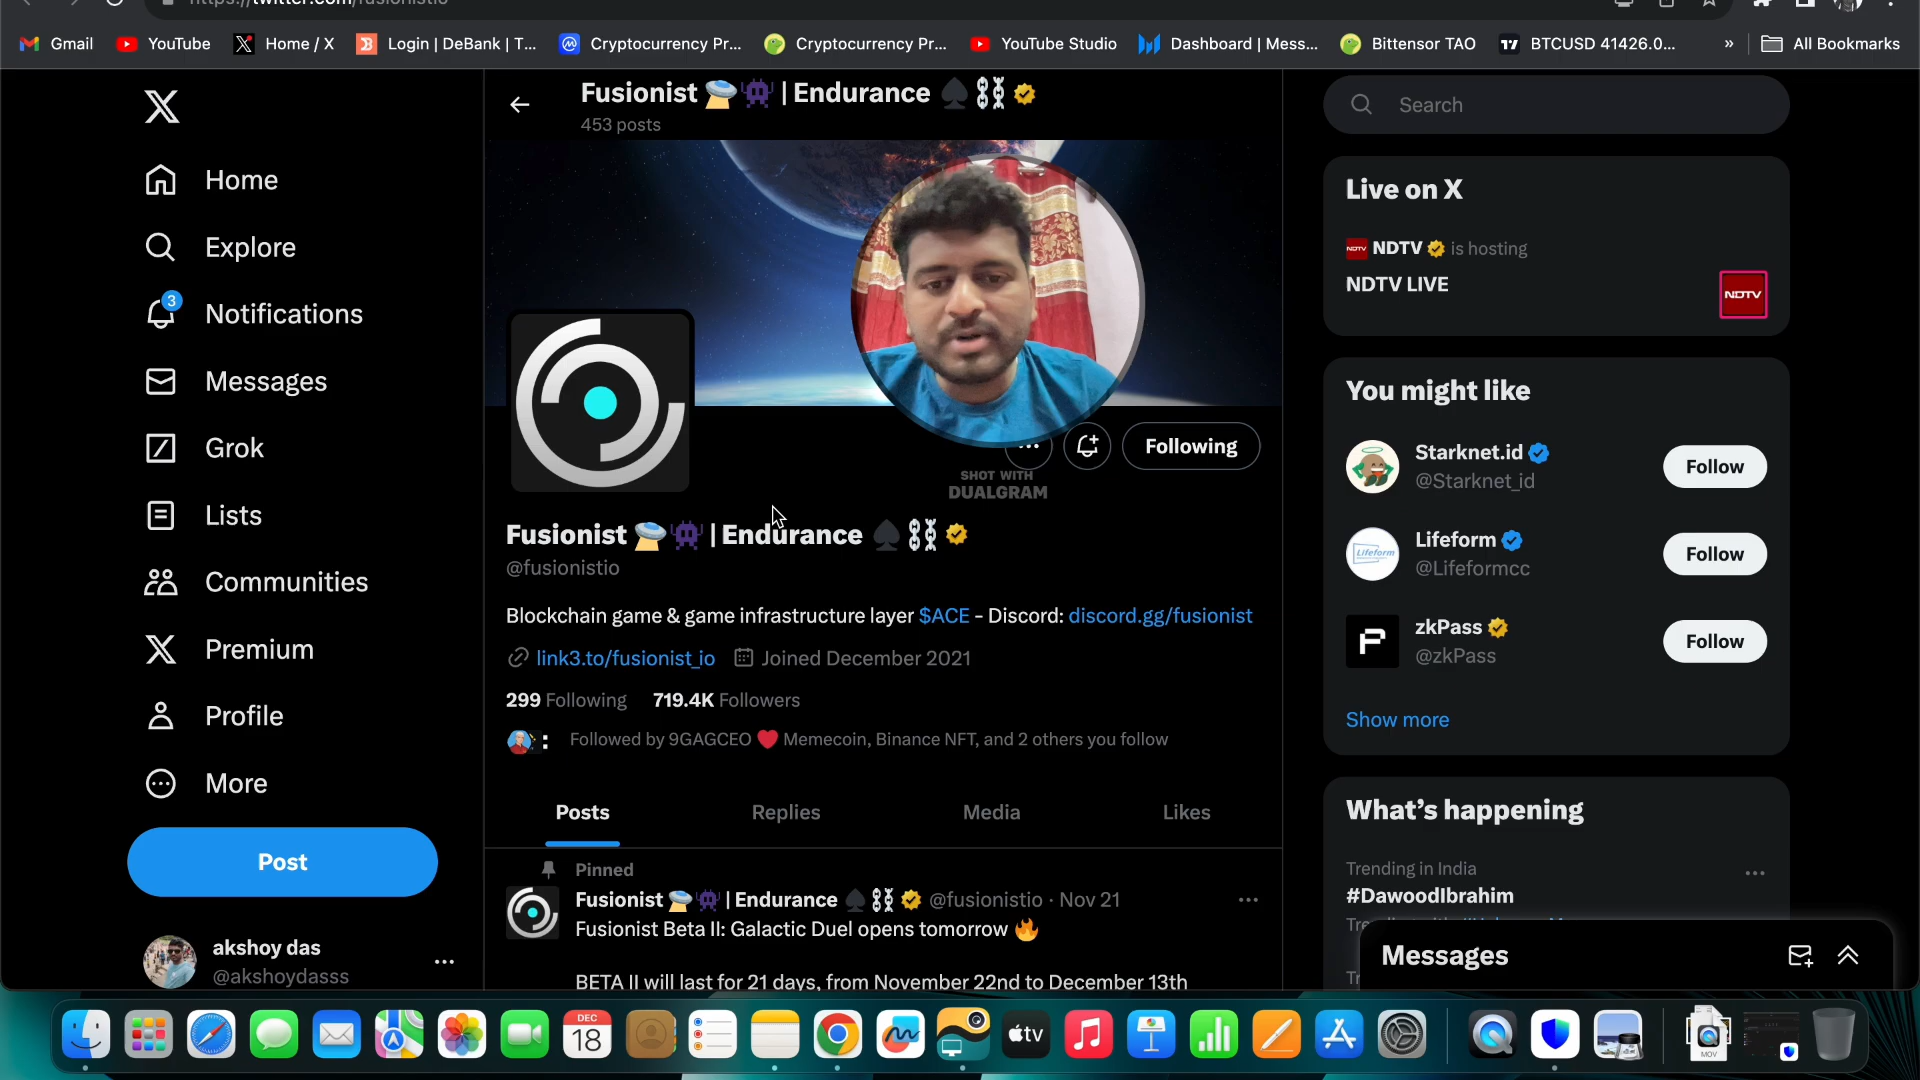 https://twitter.com/fusionistio
Gmail YouTube Home / X Login | DeBank | T... Cryptocurrency Pr... Cryptocurrency Pr... YouTube Studio Dashboard | Mess... Bittensor TAO BTCUSD 41426.0... » All Bookmarks
Fusionist | Endurance
453 posts
Home
Explore
3
Notifications
Messages
Grok
Lists
Communities
Premium
Profile
More
Post
akshoy das
@akshoydasss
Following
SHOT WITH
DUALGRAM
Fusionist | Endurance
@fusionistio
Blockchain game & game infrastructure layer $ACE - Discord: discord.gg/fusionist
link3.to/fusionist_io Joined December 2021
299 Following 719.4K Followers
Followed by 9GAGCEO ❤️ Memecoin, Binance NFT, and 2 others you follow
Posts Replies Media Likes
Pinned
Fusionist | Endurance @fusionistio · Nov 21
Fusionist Beta II: Galactic Duel opens tomorrow 🔥
BETA II will last for 21 days, from November 22nd to December 13th
Search
Live on X
NDTV is hosting
NDTV LIVE
NDTV
You might like
Starknet.id
@Starknet_id
Follow
Lifeform
@Lifeformcc
Follow
zkPass
@zkPass
Follow
Show more
What's happening
Trending in India
#DawoodIbrahim
Messages
DEC
18
tv
MOV